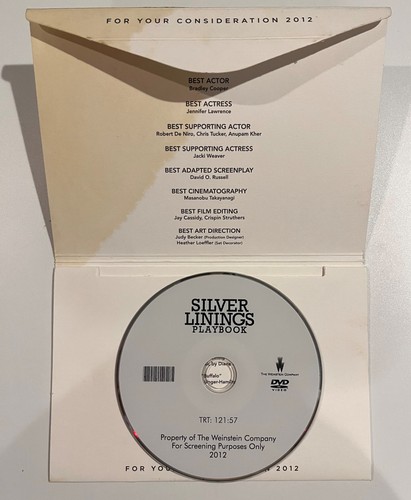 FOR YOUR CONSIDERATION 2012
BEST ACTOR
Bradley Cooper
BEST ACTRESS
Jennifer Lawrence
BEST SUPPORTING ACTOR
Robert De Niro, Chris Tucker, Anupam Kher
BEST SUPPORTING ACTRESS
Jacki Weaver
BEST ADAPTED SCREENPLAY
David O. Russell
BEST CINEMATOGRAPHY
Masanobu Takayanagi
BEST FILM EDITING
Jay Cassidy, Crispin Struthers
BEST ART DIRECTION
Judy Becker (Production Designer)
Heather Loeffler (Set Decorator)
SILVER
LININGS
PLAYBOOK
by Diane
"Buffalo"
THE WEINSTEIN COMPANY
DVD
VIDEO
TRT: 121:57
Property of The Weinstein Company
For Screening Purposes Only
2012
FOR YOU N 2012